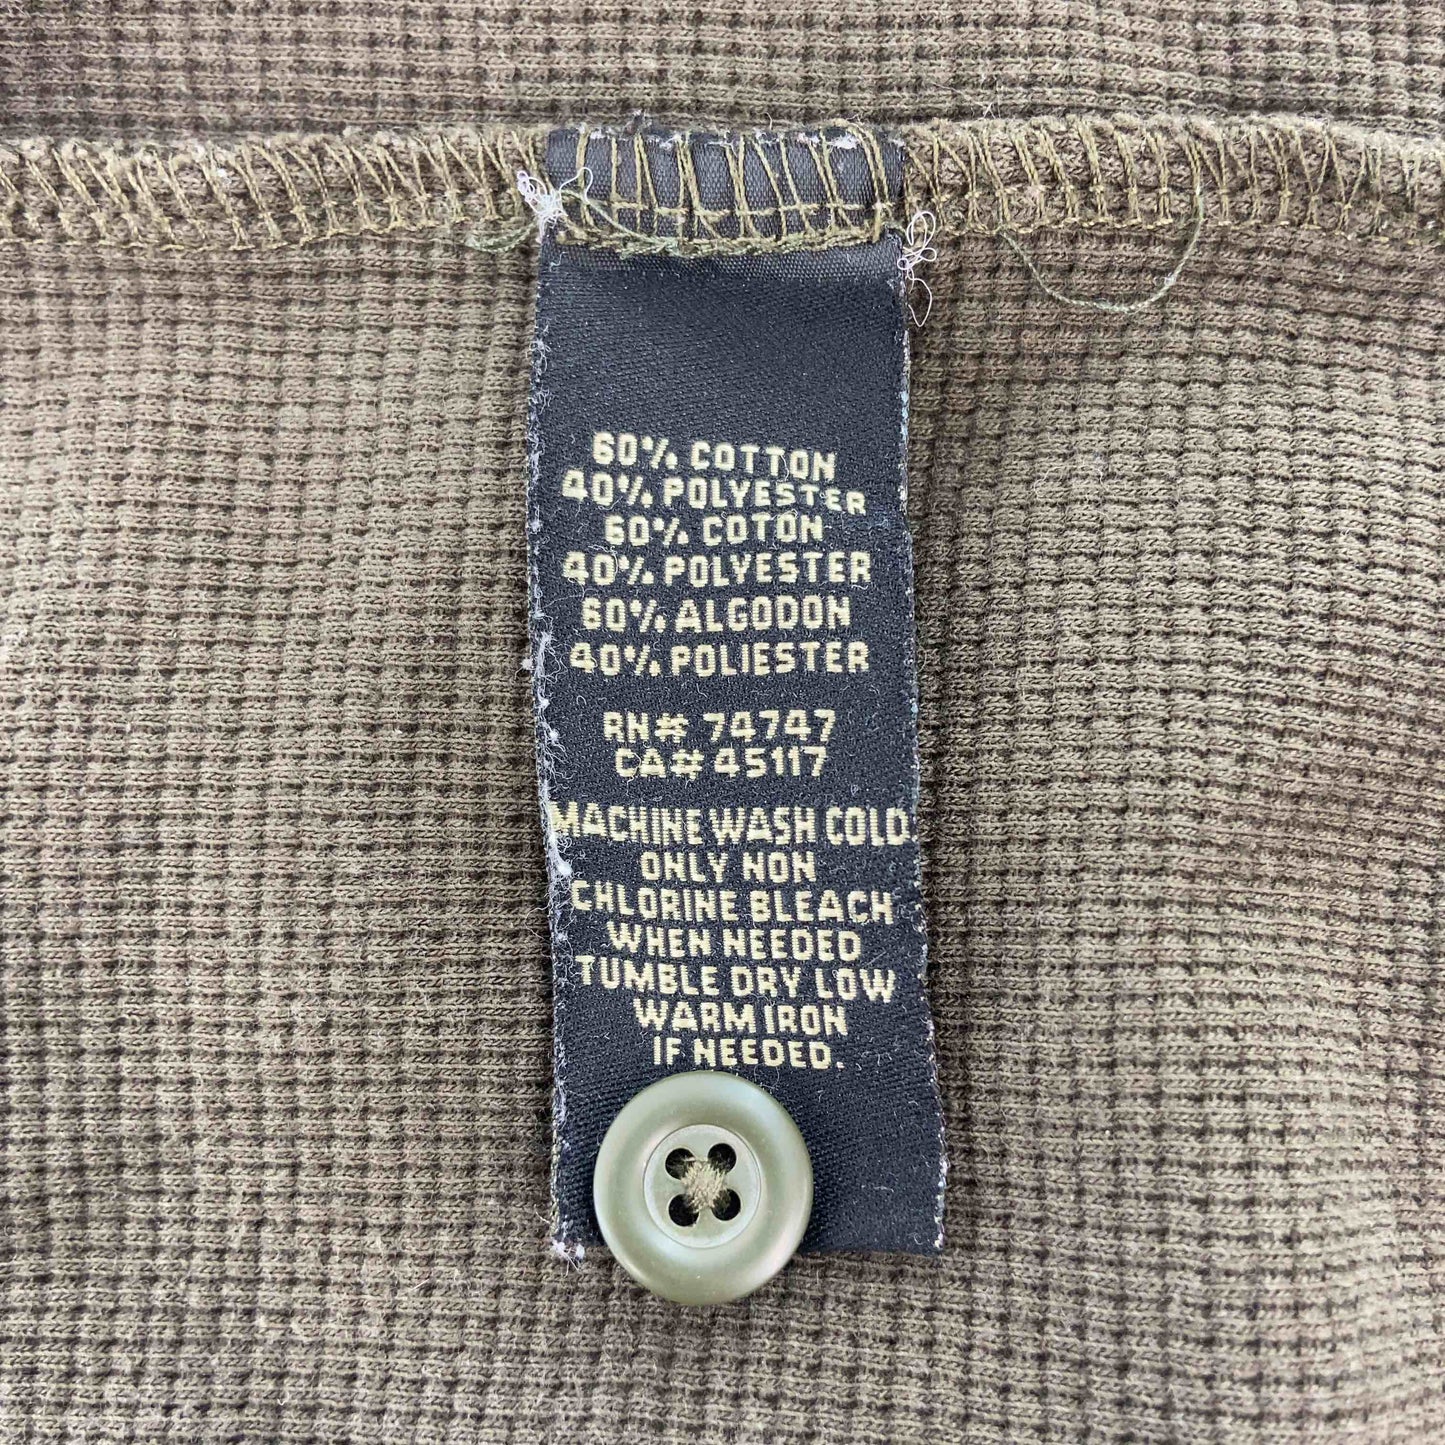 60% COTTON
40% POLYESTER
60% COTON
40% POLYESTER
60% ALGODON
40% POLIESTER
RN# 74747
CA# 45117
MACHINE WASH COLD
ONLY NON
CHLORINE BLEACH
WHEN NEEDED
TUMBLE DRY LOW
WARM IRON
IF NEEDED.